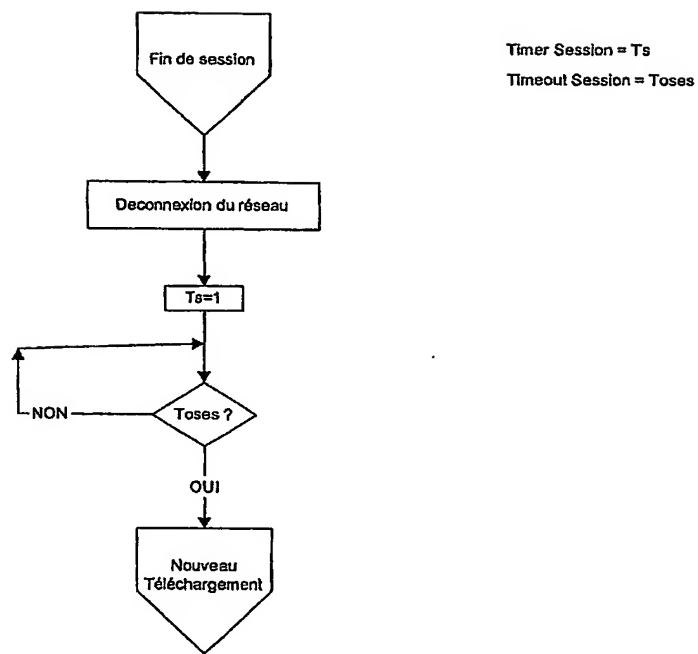 Fin de session
Timer Session = Ts
Timeout Session = Toses
Deconnexion du réseau
Ts=1
NON
Toses ?
OUI
Nouveau
Téléchargement